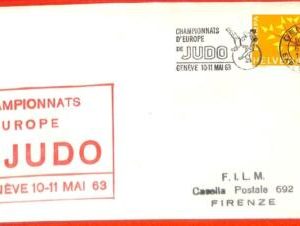 CHAMPIONNATS
D'EUROPE
DE JUDO
GENÈVE 10-11 MAI 63
AMPIONNATS
EUROPE
JUDO
NÈVE 10-11 MAI 63
F.I.L.M.
Casella Postale 692
FIRENZE